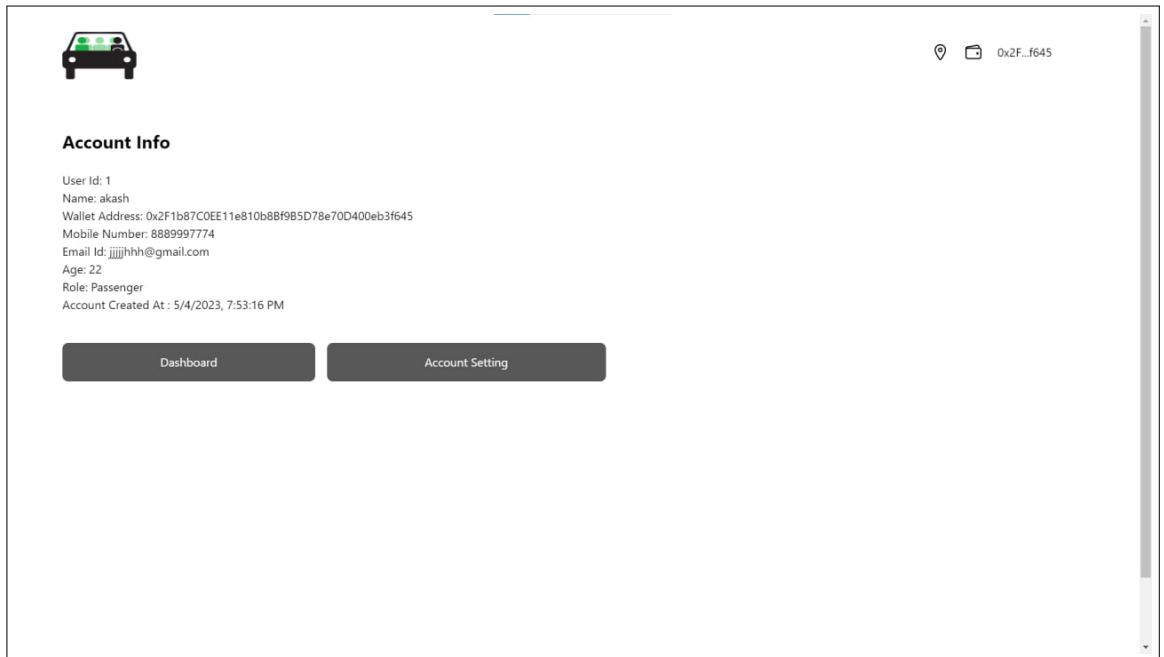 0x2F...f645
Account Info
User Id: 1
Name: akash
Wallet Address: 0x2F1b87C0EE11e810b8Bf9B5D78e70D400eb3f645
Mobile Number: 8889997774
Email Id: jjjjjhhh@gmail.com
Age: 22
Role: Passenger
Account Created At : 5/4/2023, 7:53:16 PM
Dashboard
Account Setting